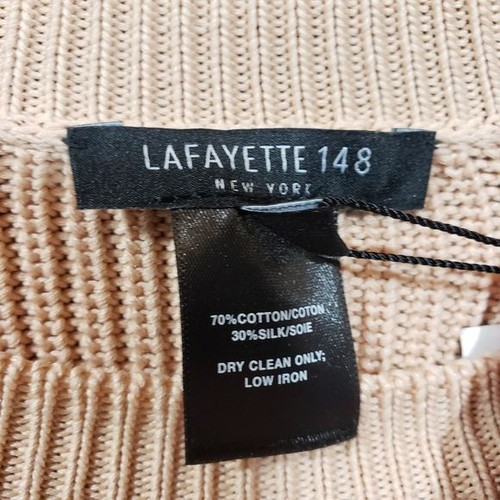 LAFAYETTE 148
NEW YORK
70%COTTON/COTON
30%SILK/SOIE
DRY CLEAN ONLY;
LOW IRON